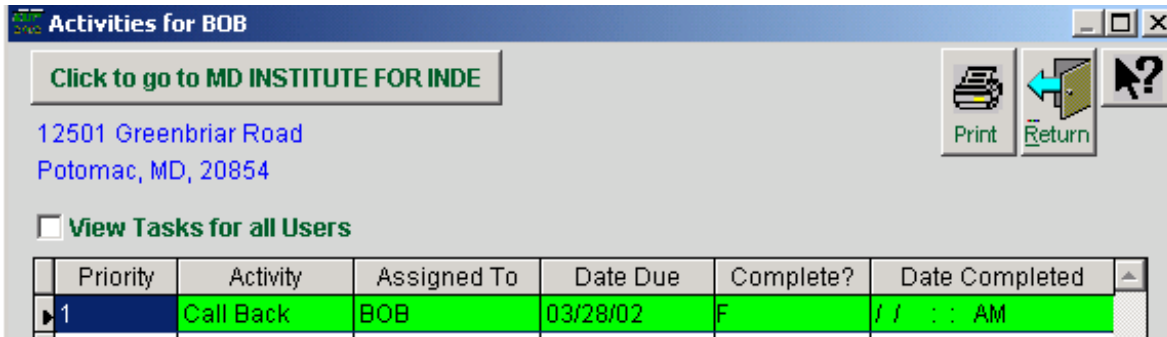 Activities for BOB
Click to go to MD INSTITUTE FOR INDE
Print
Return
12501 Greenbriar Road
Potomac, MD, 20854
View Tasks for all Users
Priority Activity Assigned To Date Due Complete? Date Completed
1 Call Back BOB 03/28/02 F / / : : AM